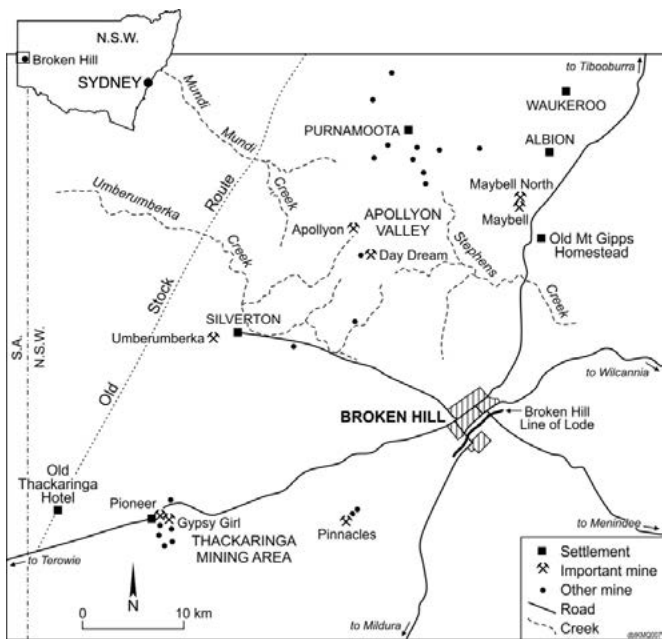 N.S.W.
Broken Hill
SYDNEY
to Tibooburra
Mundi
Mundi
Creek
WAUKEROO
PURNAMOOTA
ALBION
Umberumberka
Creek
Route
Stock
Old
Maybell North
Maybell
Apollyon
APOLLYON
VALLEY
Day Dream
Stephens
Creek
Old Mt Gipps
Homestead
Creek
SILVERTON
Umberumberka
S.A.
N.S.W.
to Wilcannia
BROKEN HILL
Broken Hill
Line of Lode
Old
Thackaringa
Hotel
Pioneer
Gypsy Girl
THACKARINGA
MINING AREA
Pinnacles
to Menindee
to Terowie
N
0 10 km
to Mildura
Settlement
Important mine
Other mine
Road
Creek